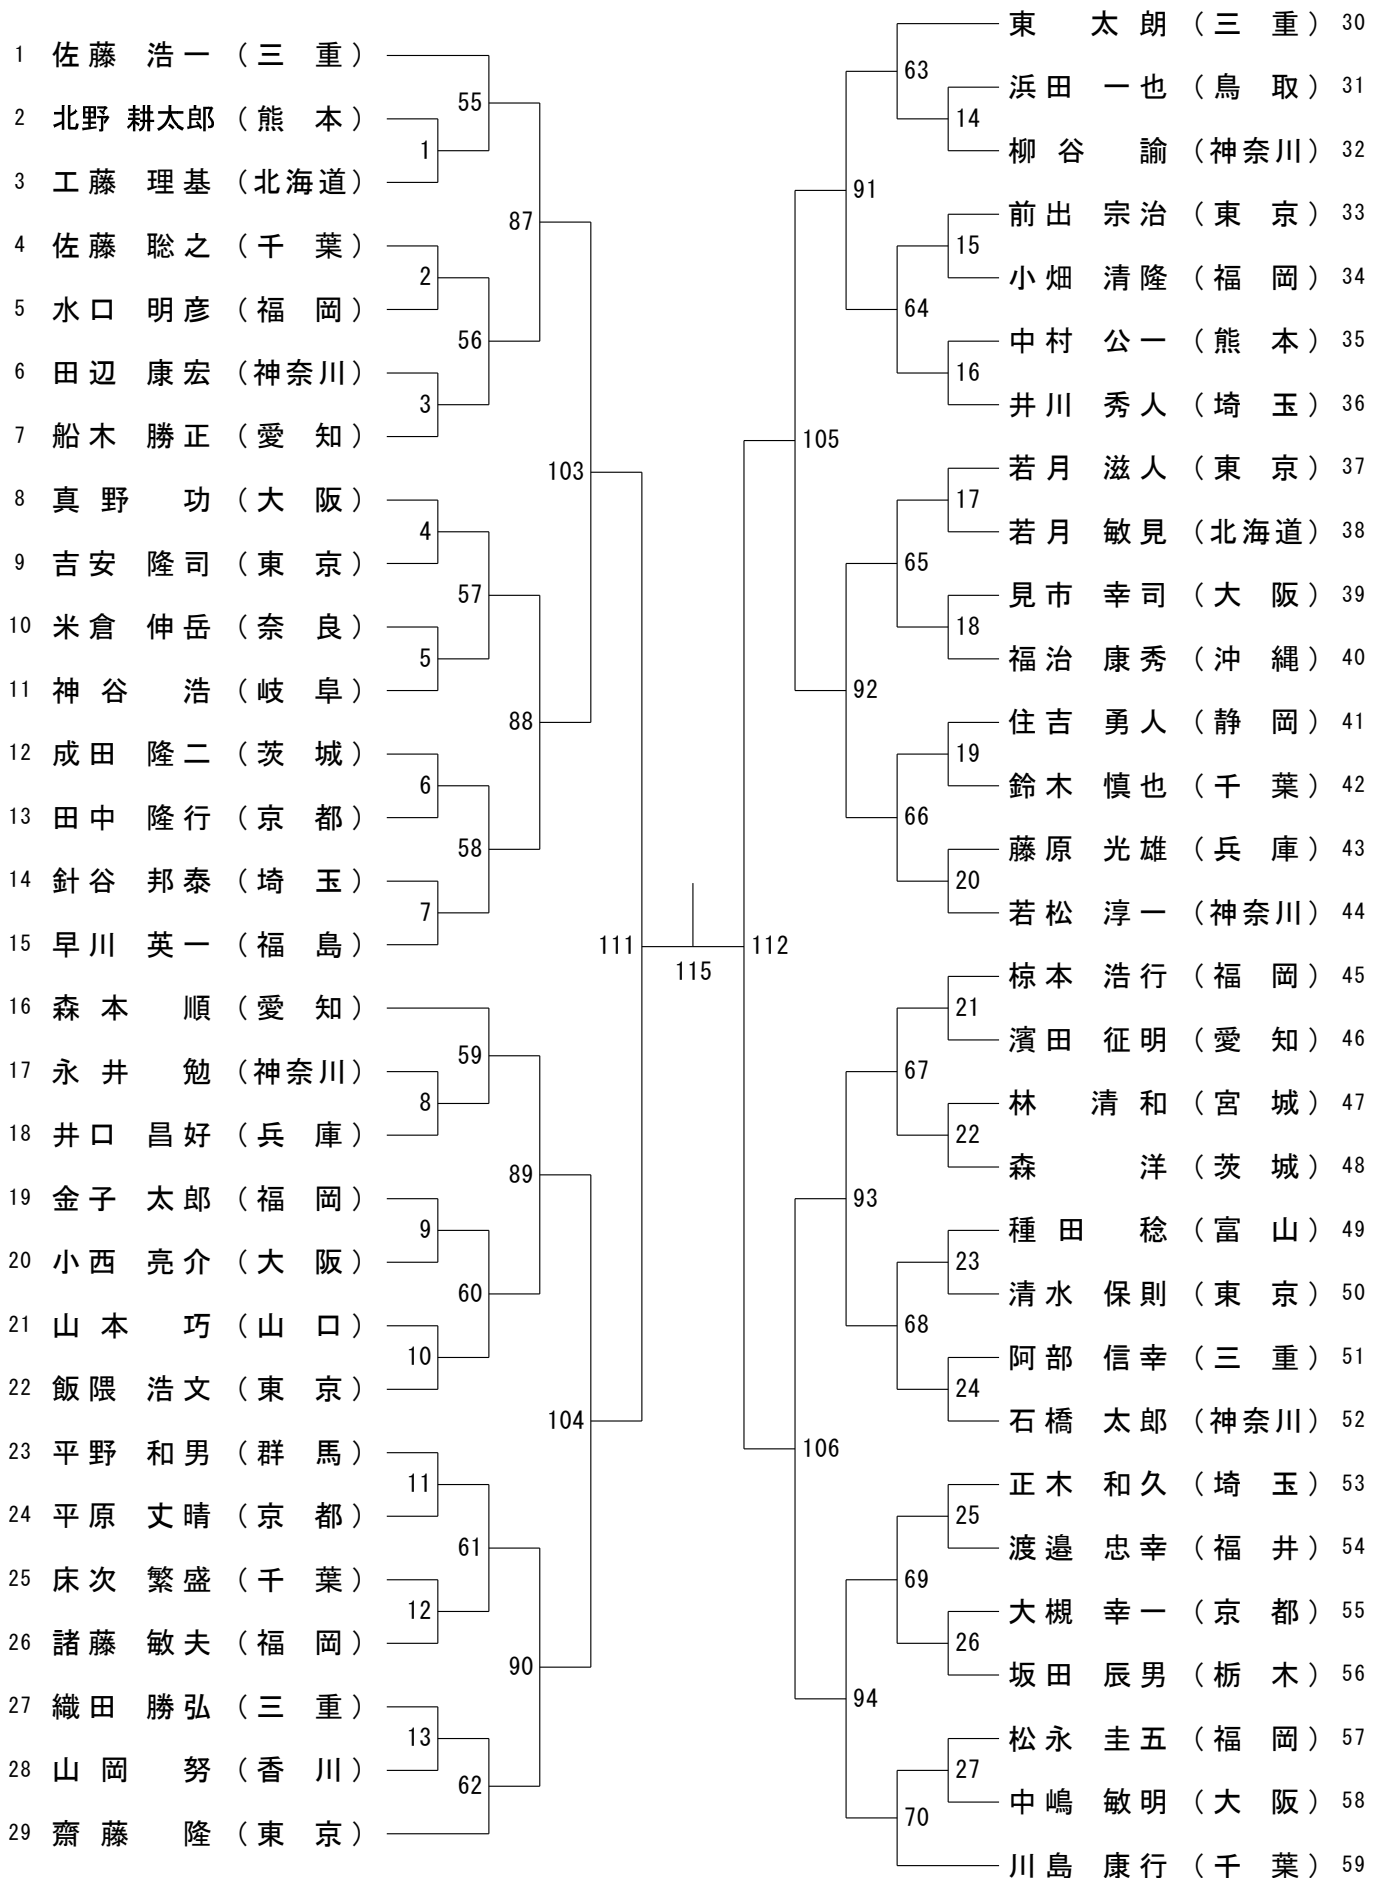 1 佐藤 浩一 （三 重）
2 北野 耕太郎 （熊 本）
3 工藤 理基 （北海道）
4 佐藤 聡之 （千 葉）
5 水口 明彦 （福 岡）
6 田辺 康宏 （神奈川）
7 船木 勝正 （愛 知）
8 真野 功 （大 阪）
9 吉安 隆司 （東 京）
10 米倉 伸岳 （奈 良）
11 神谷 浩 （岐 阜）
12 成田 隆二 （茨 城）
13 田中 隆行 （京 都）
14 針谷 邦泰 （埼 玉）
15 早川 英一 （福 島）
16 森本 順 （愛 知）
17 永井 勉 （神奈川）
18 井口 昌好 （兵 庫）
19 金子 太郎 （福 岡）
20 小西 亮介 （大 阪）
21 山本 巧 （山 口）
22 飯隈 浩文 （東 京）
23 平野 和男 （群 馬）
24 平原 丈晴 （京 都）
25 床次 繁盛 （千 葉）
26 諸藤 敏夫 （福 岡）
27 織田 勝弘 （三 重）
28 山岡 努 （香 川）
29 齋藤 隆 （東 京）
1
2
3
4
5
6
7
8
9
10
11
12
13
55
56
57
58
59
60
61
62
87
88
89
90
103
104
111
115
112
105
106
91
92
93
94
63
64
65
66
67
68
69
70
14
15
16
17
18
19
20
21
22
23
24
25
26
27
東 太朗 （三 重） 30
浜田 一也 （鳥 取） 31
柳谷 諭 （神奈川） 32
前出 宗治 （東 京） 33
小畑 清隆 （福 岡） 34
中村 公一 （熊 本） 35
井川 秀人 （埼 玉） 36
若月 滋人 （東 京） 37
若月 敏見 （北海道） 38
見市 幸司 （大 阪） 39
福治 康秀 （沖 縄） 40
住吉 勇人 （静 岡） 41
鈴木 慎也 （千 葉） 42
藤原 光雄 （兵 庫） 43
若松 淳一 （神奈川） 44
椋本 浩行 （福 岡） 45
濱田 征明 （愛 知） 46
林 清和 （宮 城） 47
森 洋 （茨 城） 48
種田 稔 （富 山） 49
清水 保則 （東 京） 50
阿部 信幸 （三 重） 51
石橋 太郎 （神奈川） 52
正木 和久 （埼 玉） 53
渡邉 忠幸 （福 井） 54
大槻 幸一 （京 都） 55
坂田 辰男 （栃 木） 56
松永 圭五 （福 岡） 57
中嶋 敏明 （大 阪） 58
川島 康行 （千 葉） 59